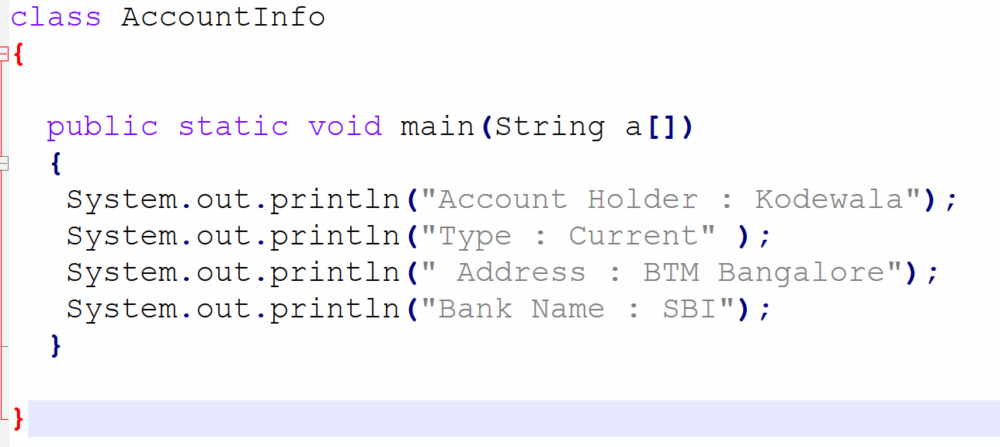 class AccountInfo
{
public static void main(String a[])
{
System.out.println("Account Holder : Kodewala");
System.out.println("Type : Current" );
System.out.println(" Address : BTM Bangalore");
System.out.println("Bank Name : SBI");
}
}